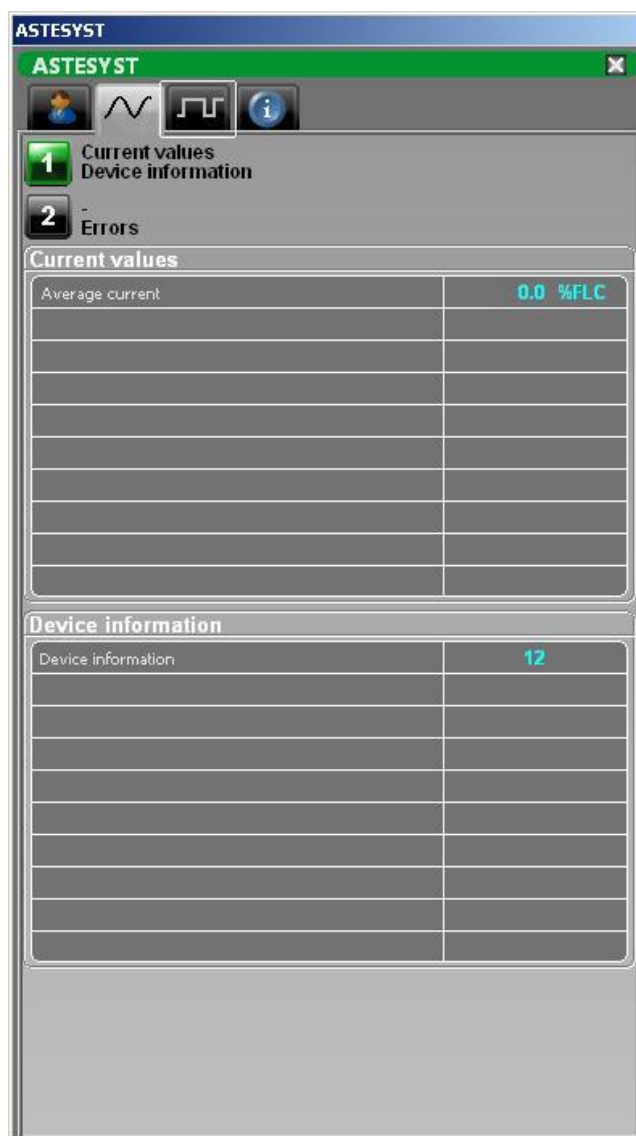 ASTESYST
ASTESYST
1 Current values
Device information
2 -
Errors
Current values
Average current 0.0 %FLC
Device information
Device information 12